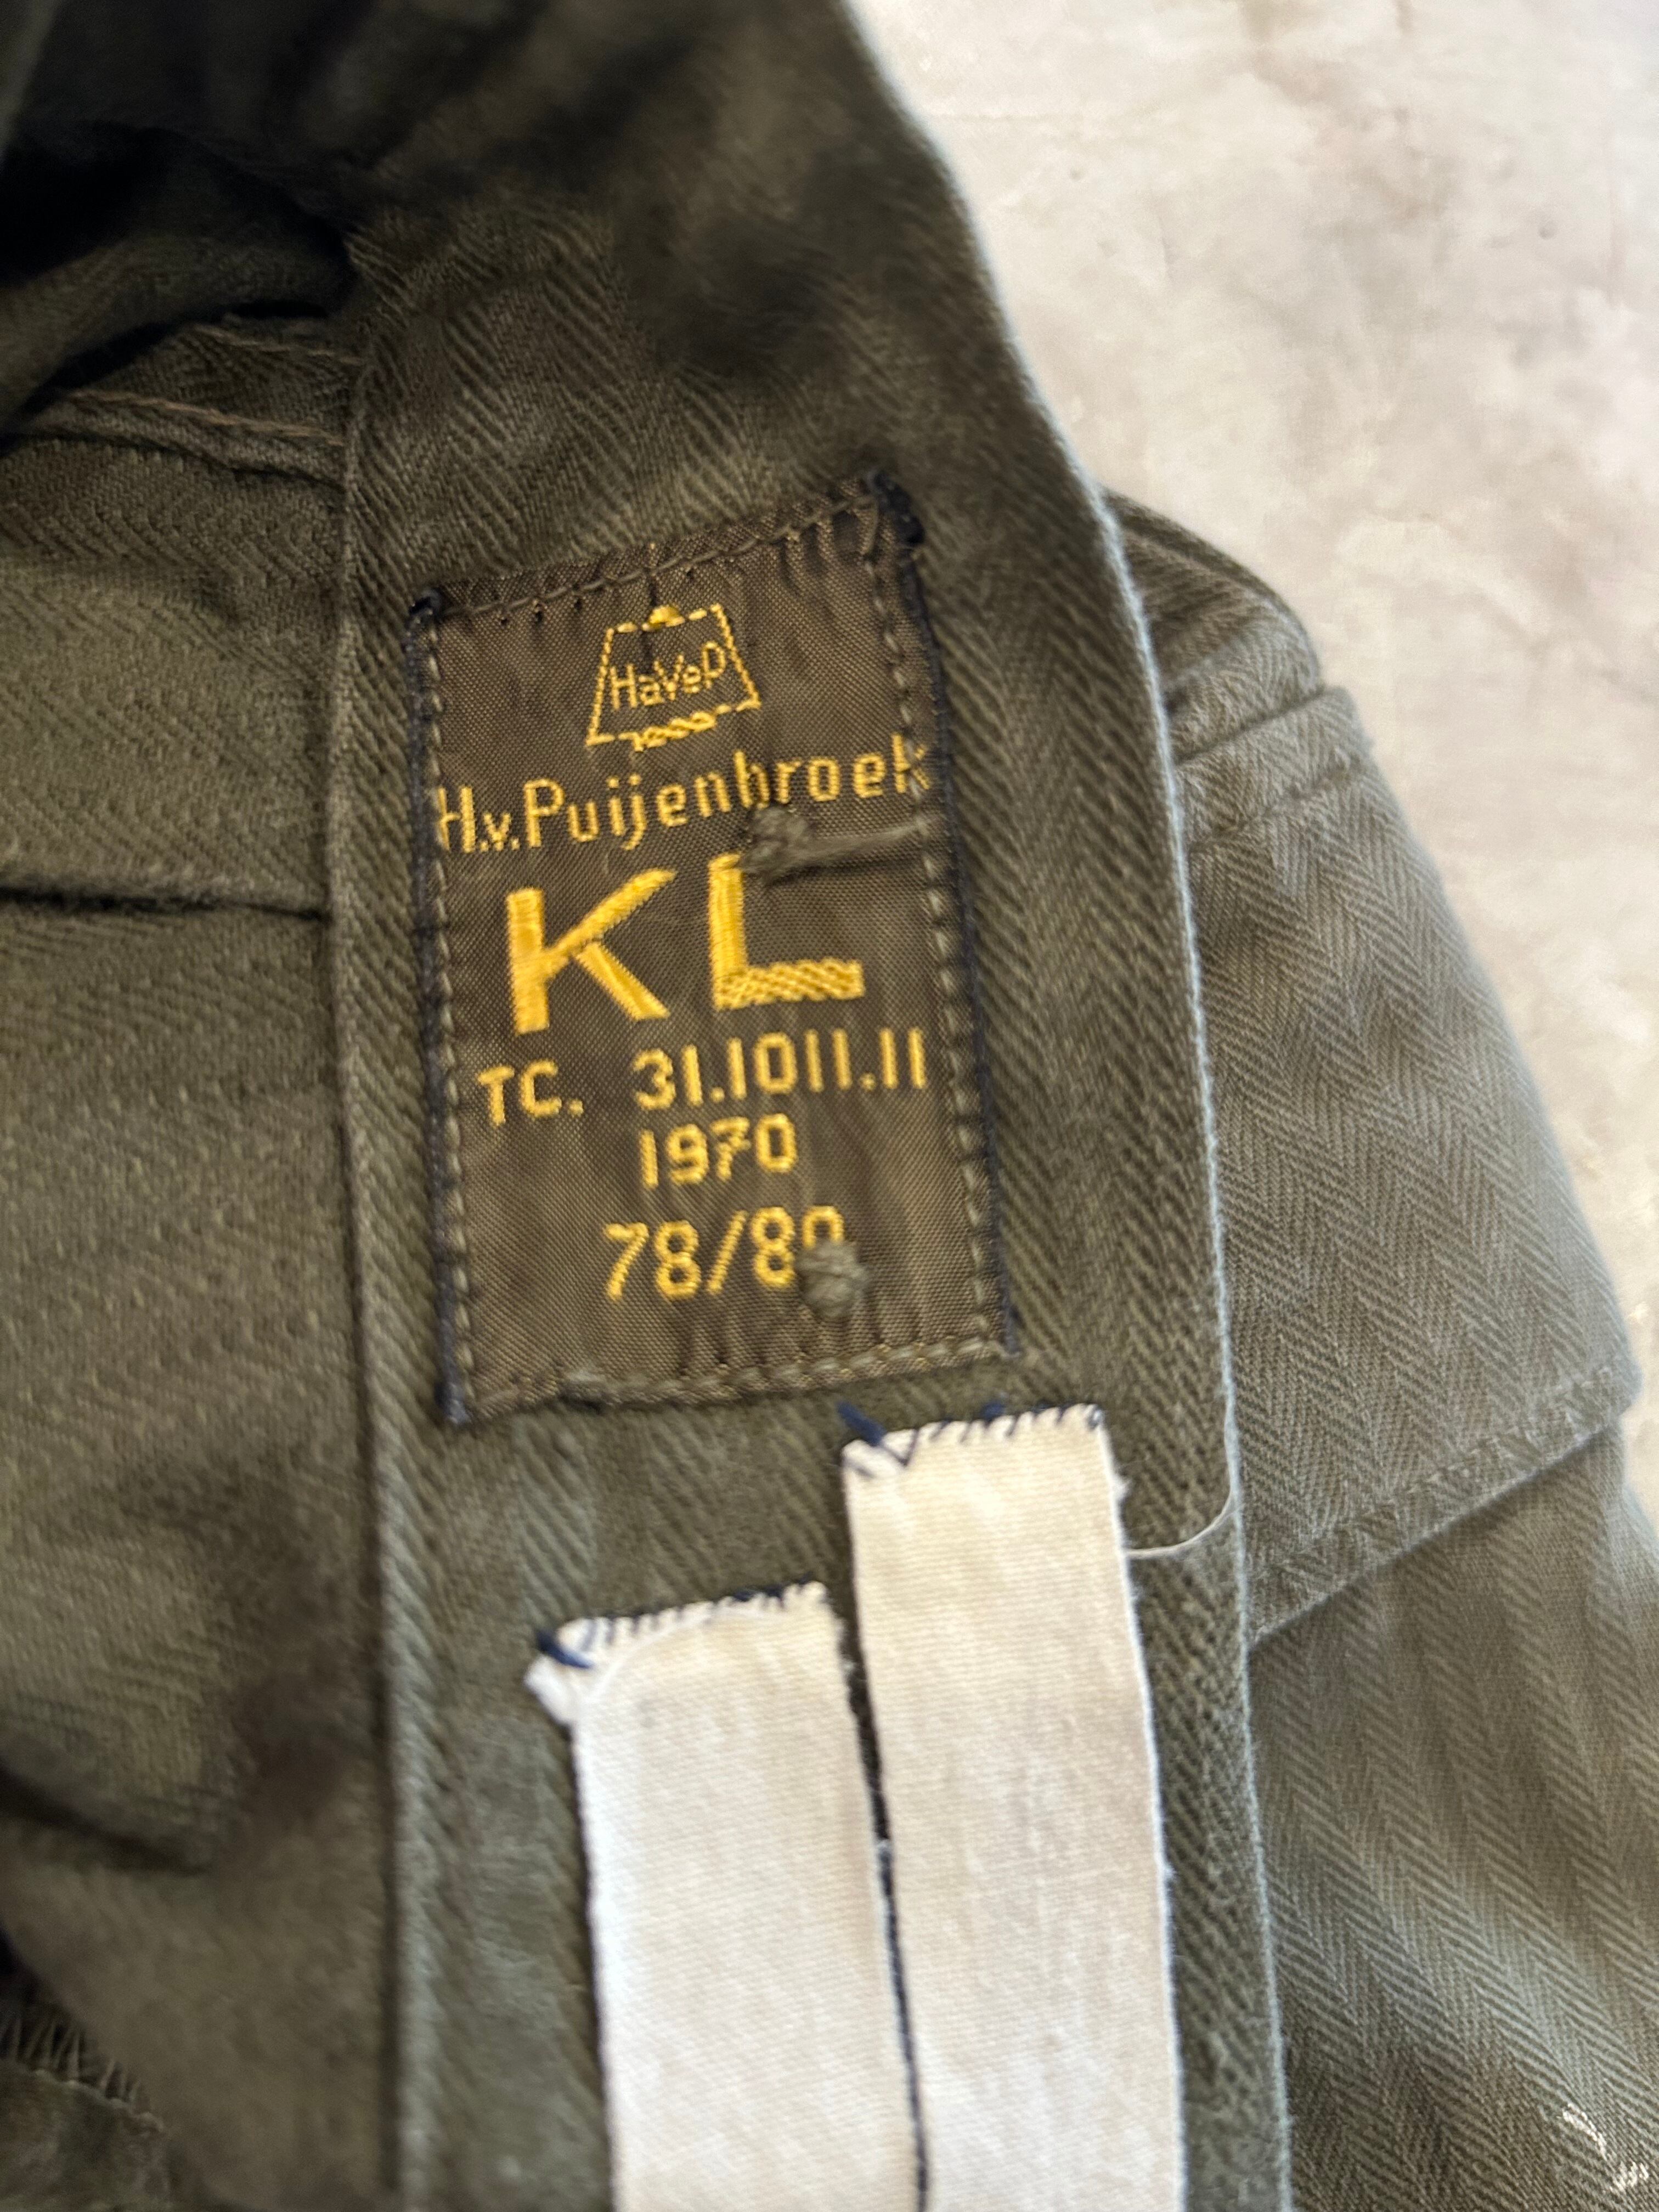 HaVeP
H.v.Puijenbroek
KL
TC. 31.1011.11
1970
78/80